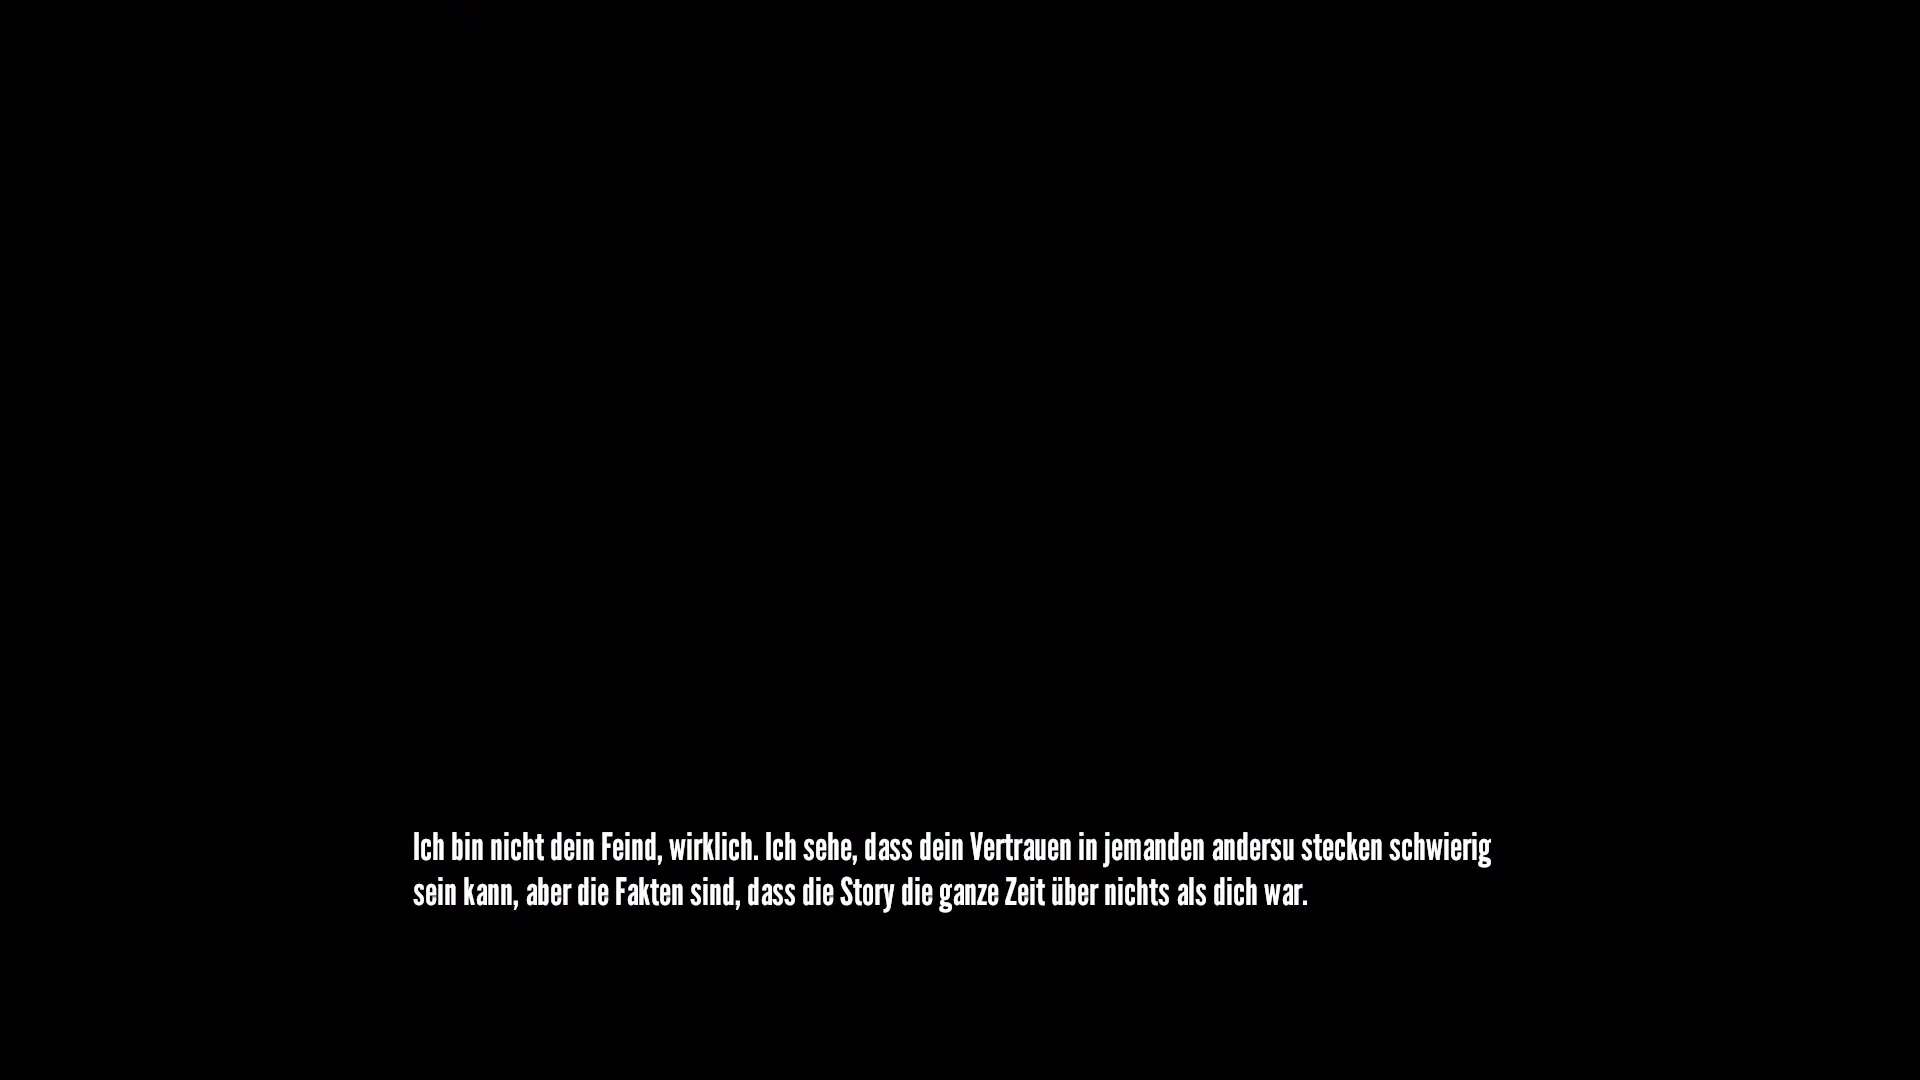 Ich bin nicht dein Feind, wirklich. Ich sehe, dass dein Vertrauen in jemanden andersu stecken schwierig
sein kann, aber die Fakten sind, dass die Story die ganze Zeit über nichts als dich war.